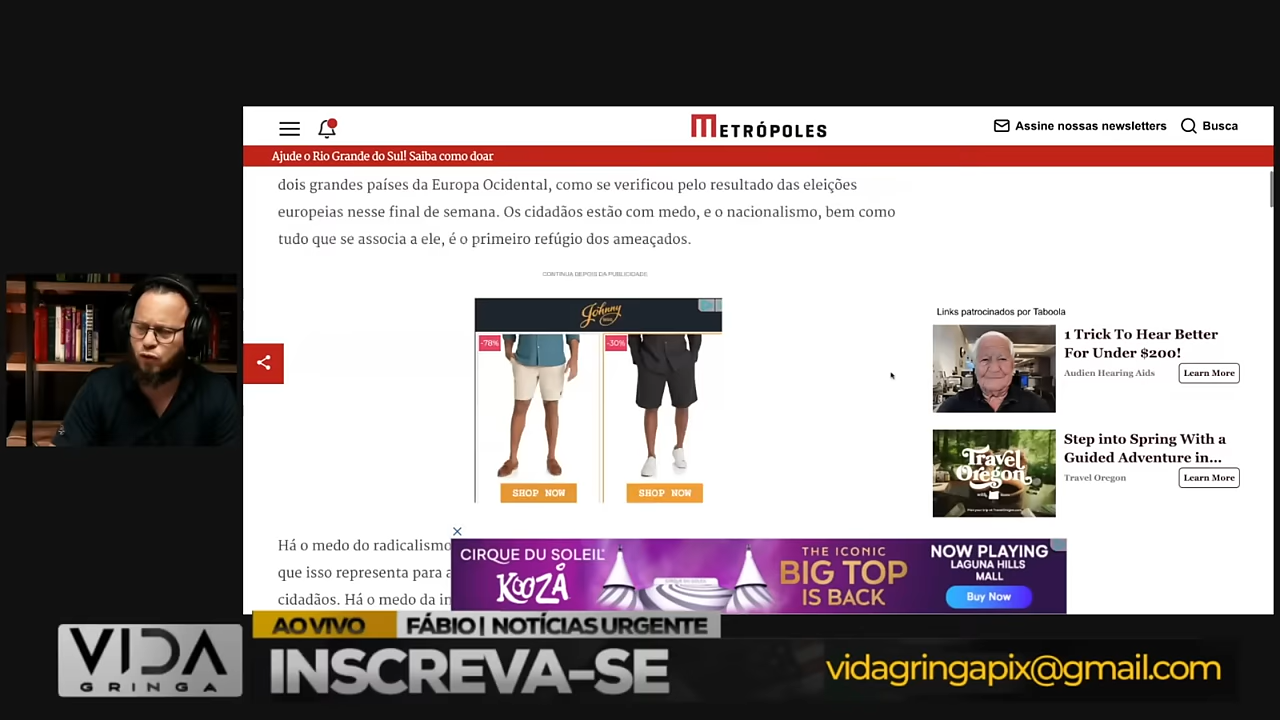 METRÓPOLES
Assine nossas newsletters
Busca
Ajude o Rio Grande do Sul! Saiba como doar
dois grandes países da Europa Ocidental, como se verificou pelo resultado das eleições
europeias nesse final de semana. Os cidadãos estão com medo, e o nacionalismo, bem como
tudo que se associa a ele, é o primeiro refúgio dos ameaçados.
CONTINUA DEPOIS DA PUBLICIDADE
Johnny
-78%
-30%
SHOP NOW
SHOP NOW
Links patrocinados por Taboola
1 Trick To Hear Better
For Under $200!
Audien Hearing Aids
Learn More
Travel
Oregon
Step into Spring With a
Guided Adventure in...
Travel Oregon
Learn More
Há o medo do radicalismo
que isso representa para a
cidadãos. Há o medo da
CIRQUE DU SOLEIL
KOOZÅ
THE ICONIC
BIG TOP
IS BACK
NOW PLAYING
LAGUNA HILLS
MALL
Buy Now
AO VIVO
FÁBIO | NOTÍCIAS URGENTE
VIDA
GRINGA
INSCREVA-SE
vidagringapix@gmail.com